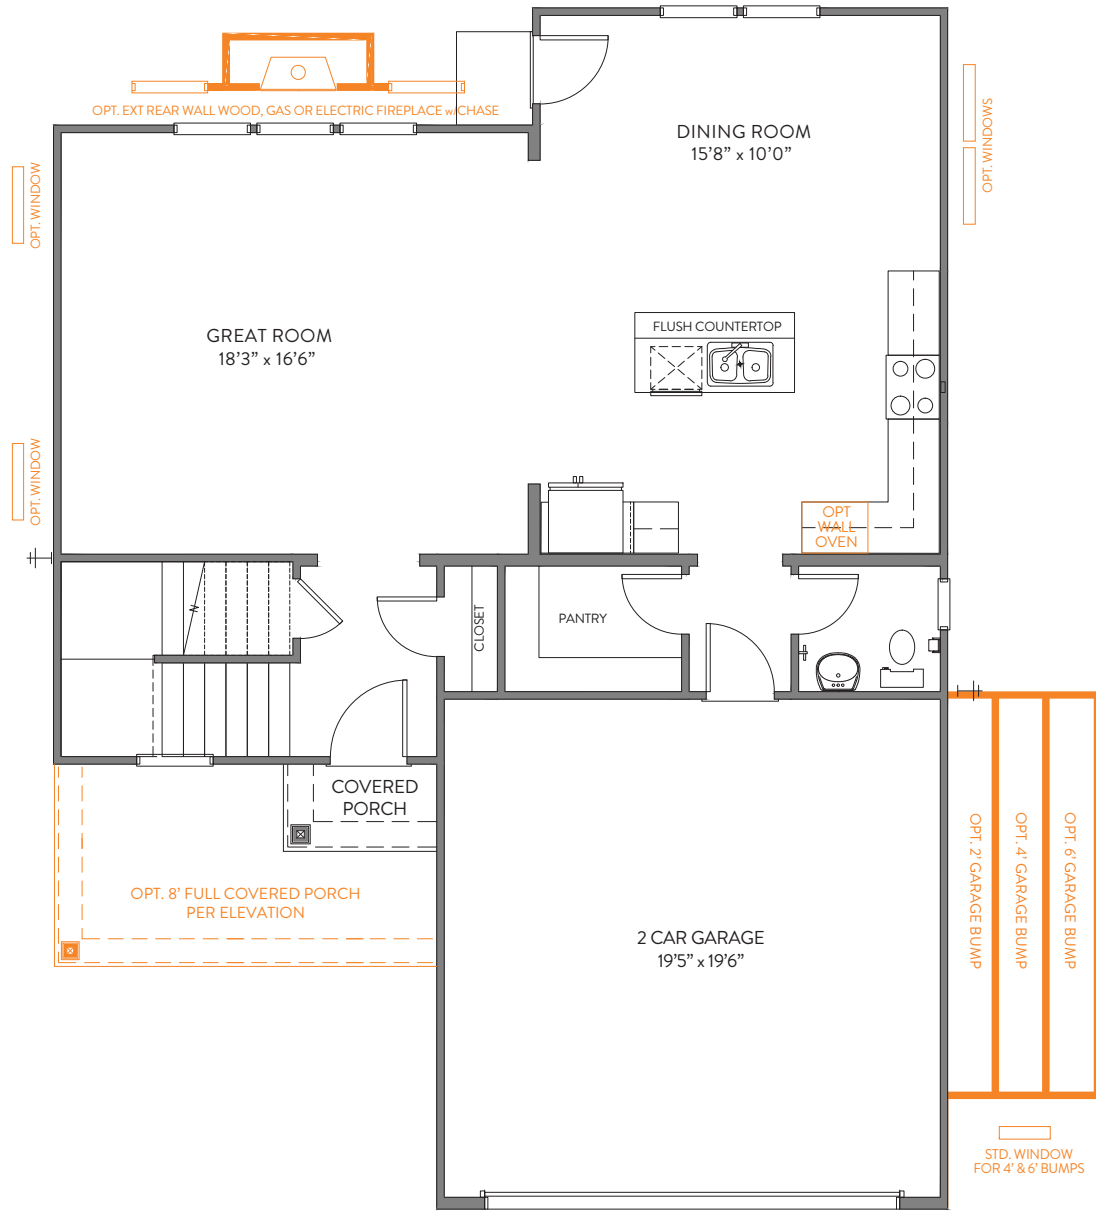 OPT. EXT REAR WALL WOOD, GAS OR ELECTRIC FIREPLACE w/CHASE
DINING ROOM
15’8” x 10’0”
OPT. WINDOWS
OPT. WINDOW
GREAT ROOM
18’3” x 16’6”
FLUSH COUNTERTOP
OPT. WINDOW
OPT
WALL
OVEN
CLOSET
PANTRY
N
COVERED
PORCH
OPT. 8’ FULL COVERED PORCH
PER ELEVATION
2 CAR GARAGE
19’5” x 19’6”
OPT. 2’ GARAGE BUMP
OPT. 4’ GARAGE BUMP
OPT. 6’ GARAGE BUMP
STD. WINDOW
FOR 4’ & 6’ BUMPS